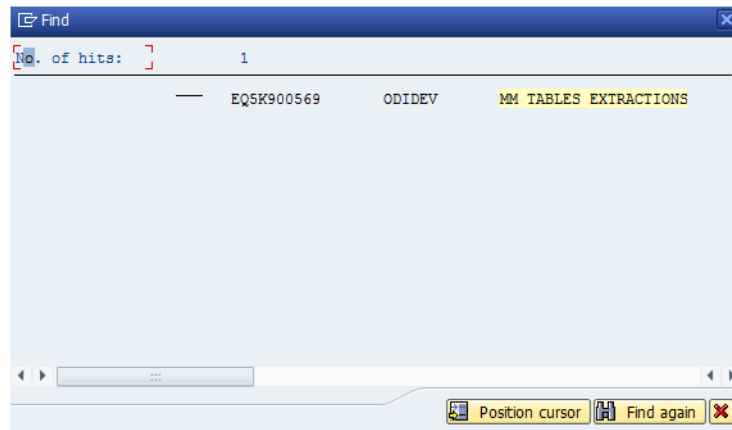 Find
No. of hits: 1
EQ5K900569 ODIDEV MM TABLES EXTRACTIONS
Position cursor Find again